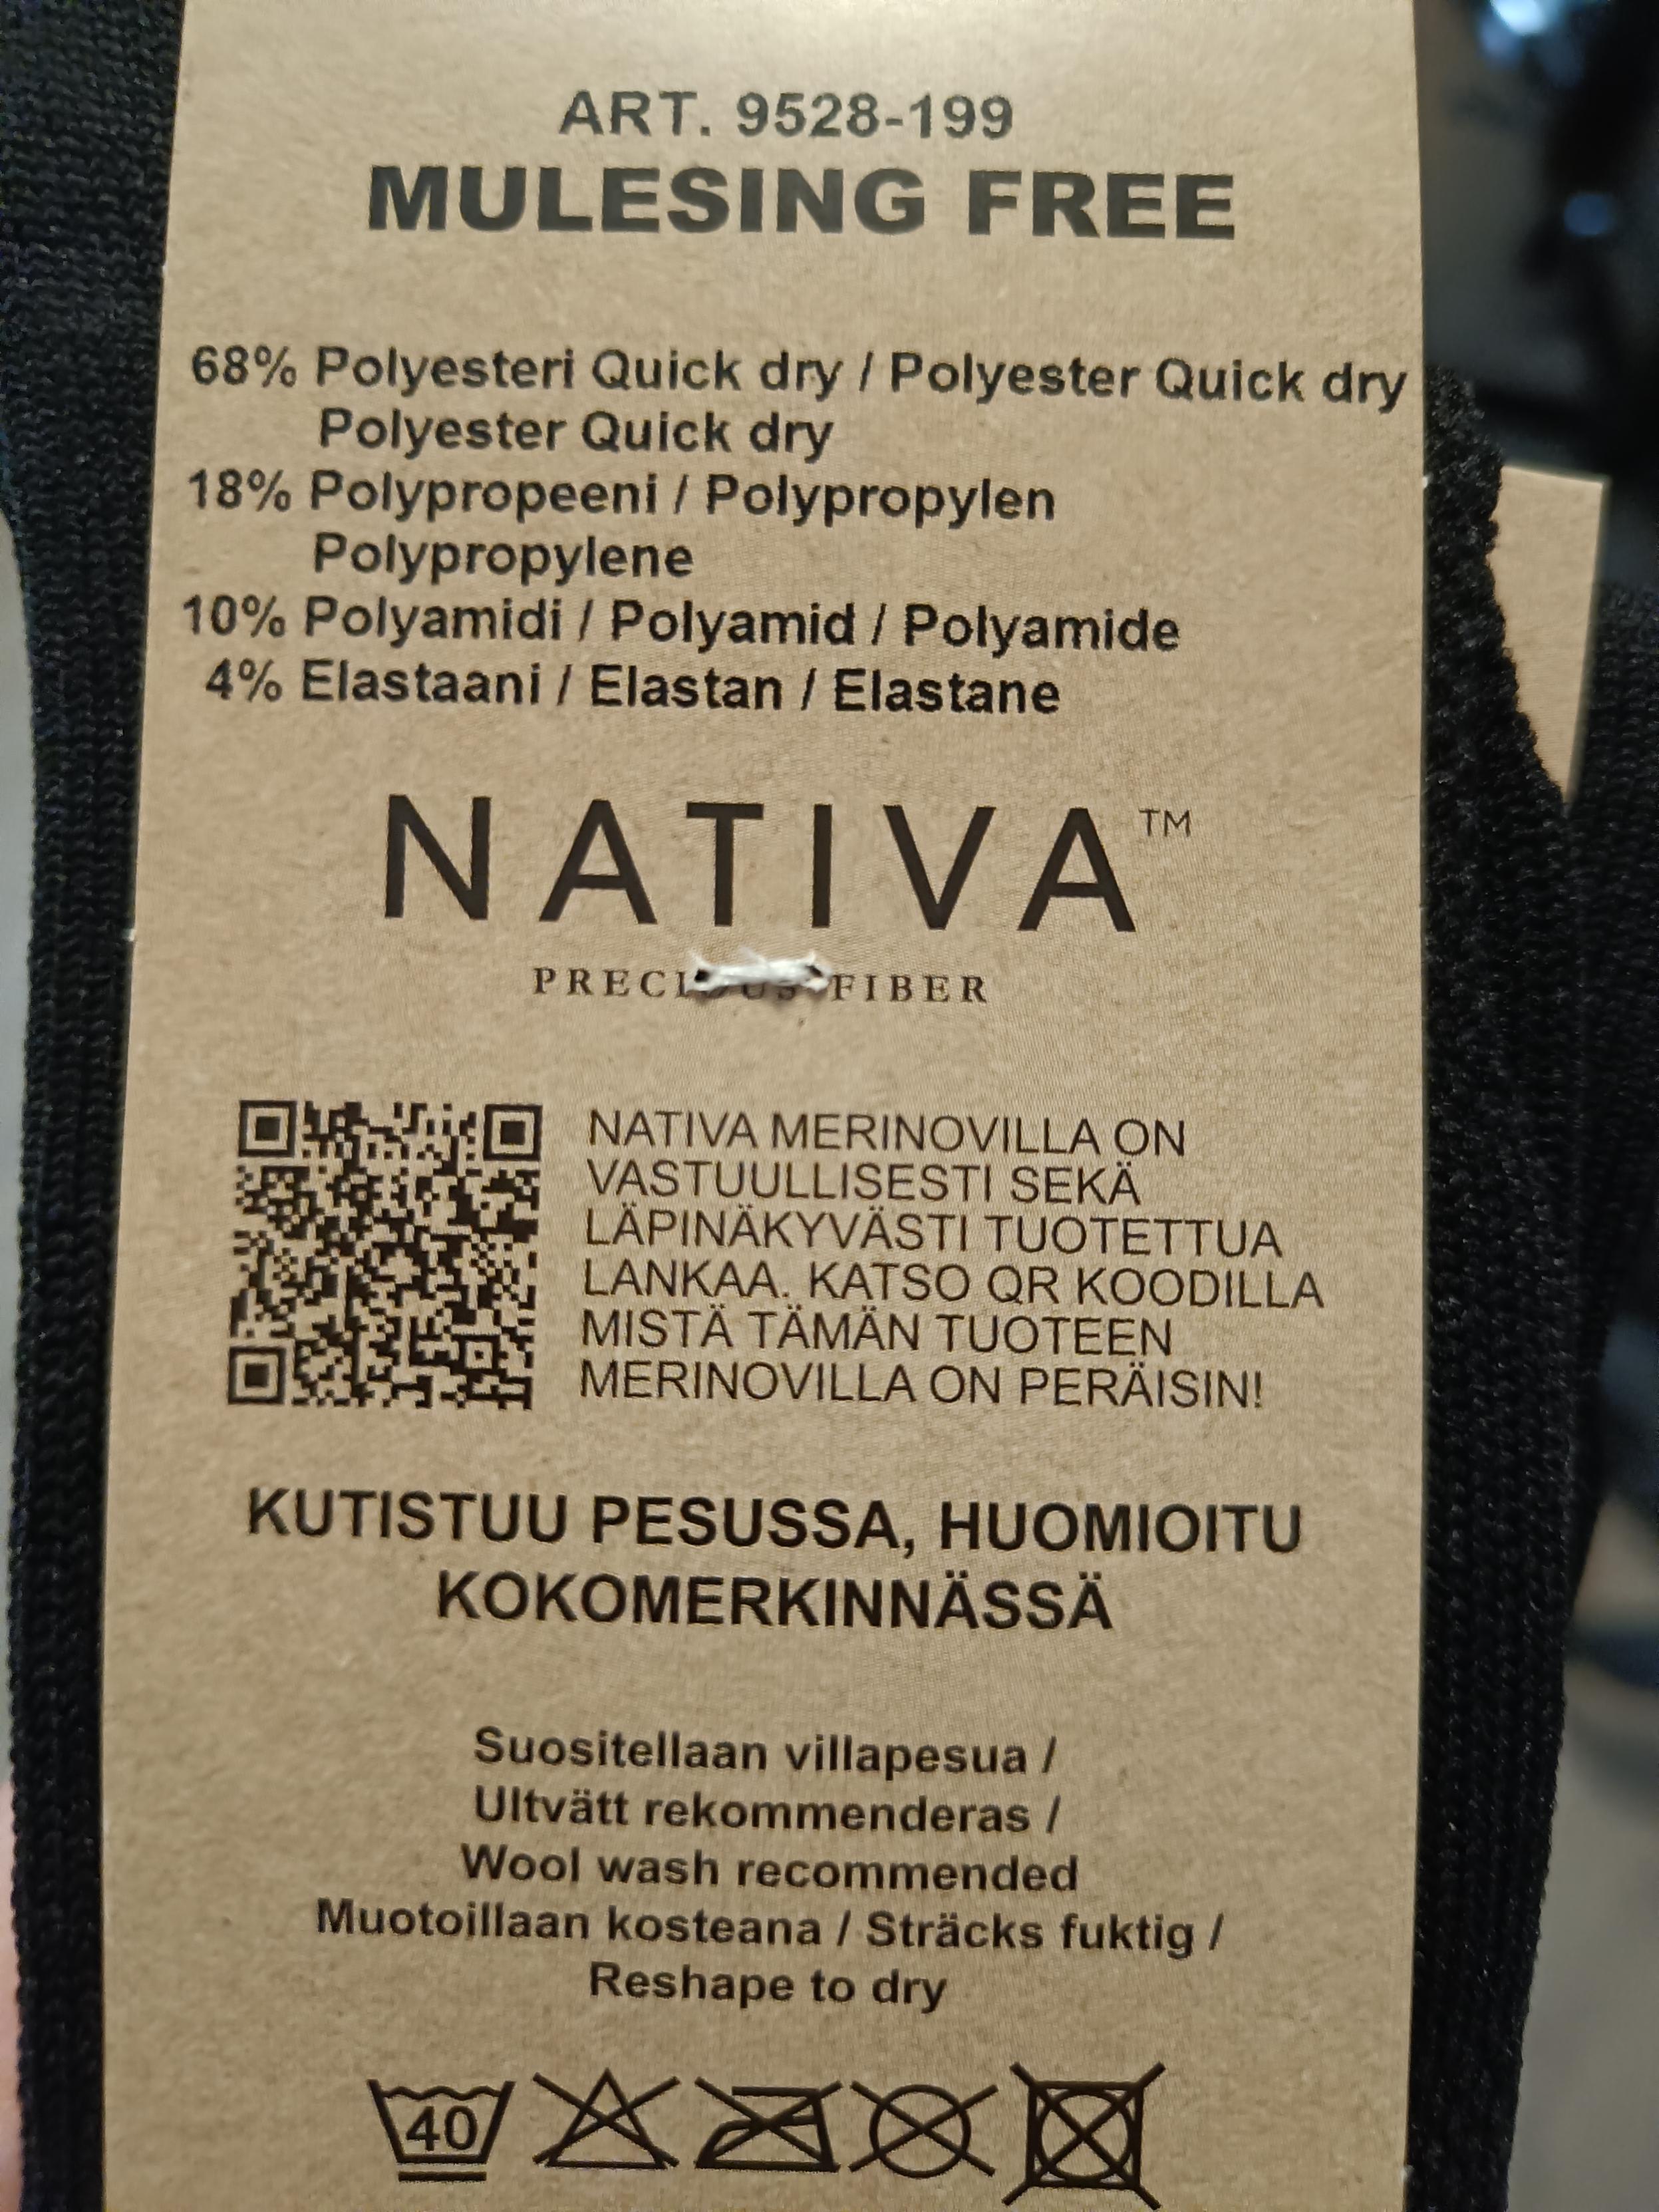 ART. 9528-199
MULESING FREE
68% Polyesteri Quick dry / Polyester Quick dry
Polyester Quick dry
18% Polypropeeni / Polypropylen
Polypropylene
10% Polyamidi / Polyamid / Polyamide
4% Elastaani / Elastan / Elastane
NATIVA™
PRECIOUS FIBER
NATIVA MERINOVILLA ON
VASTUULLISESTI SEKÄ
LÄPINÄKYVÄSTI TUOTETTUA
LANKAA. KATSO QR KOODILLA
MISTÄ TÄMÄN TUOTEEN
MERINOVILLA ON PERÄISIN!
KUTISTUU PESUSSA, HUOMIOITU
KOKOMERKINNÄSSÄ
Suositellaan villapesua /
Ultvätt rekommenderas /
Wool wash recommended
Muotoillaan kosteana / Sträcks fuktig /
Reshape to dry
40